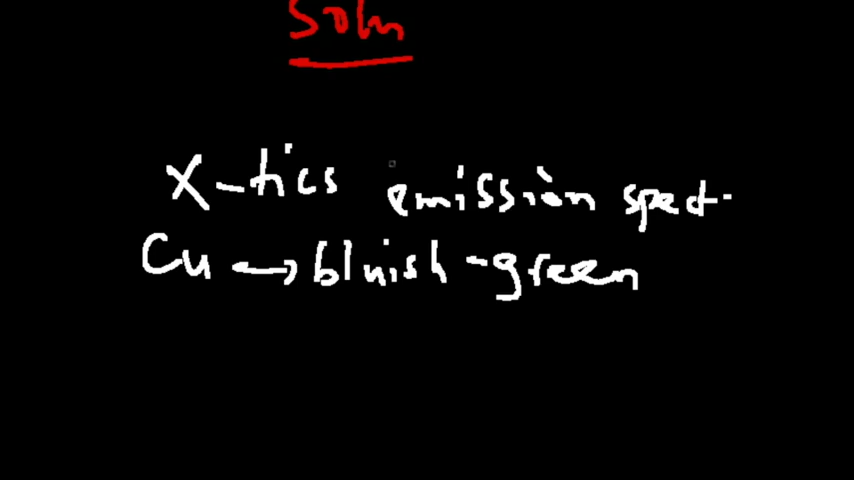 Soln
X-tics emission spect.
Cu → bluish-green